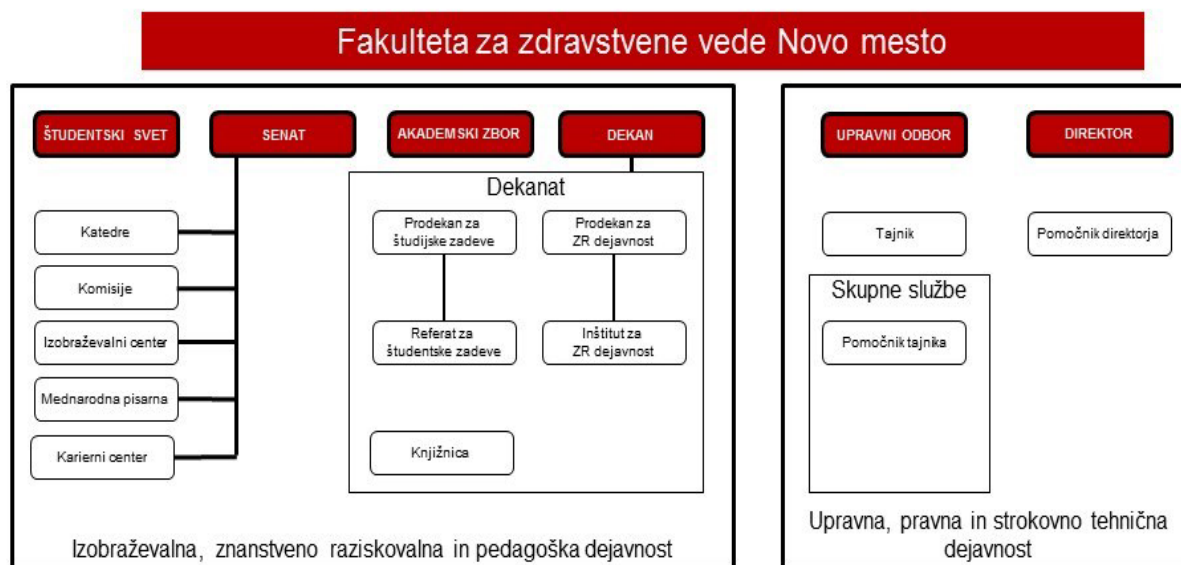 Fakulteta za zdravstvene vede Novo mesto
ŠTUDENTSKI SVET
SENAT
AKADEMSKI ZBOR
DEKAN
UPRAVNI ODBOR
DIREKTOR
Dekanat
Katedre
Prodekan za
študijske zadeve
Prodekan za
ZR dejavnost
Tajnik
Pomočnik direktorja
Komisije
Skupne službe
Izobraževalni center
Referat za
študentske zadeve
Inštitut za
ZR dejavnost
Pomočnik tajnika
Mednarodna pisarna
Karierni center
Knjižnica
Izobraževalna, znanstveno raziskovalna in pedagoška dejavnost
Upravna, pravna in strokovno tehnična
dejavnost